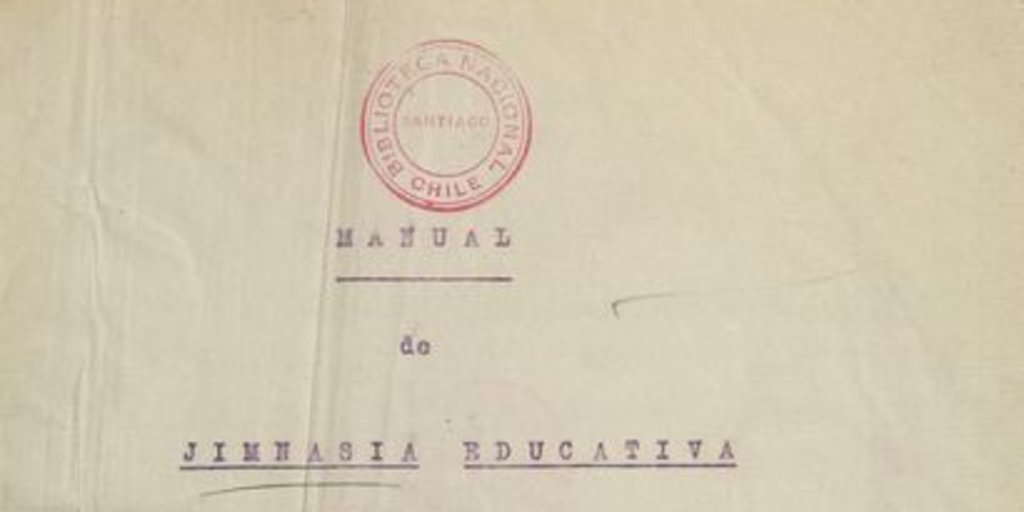 BIBLIOTECA NACIONAL
SANTIAGO
CHILE
MANUAL
de
JIMNASIA EDUCATIVA